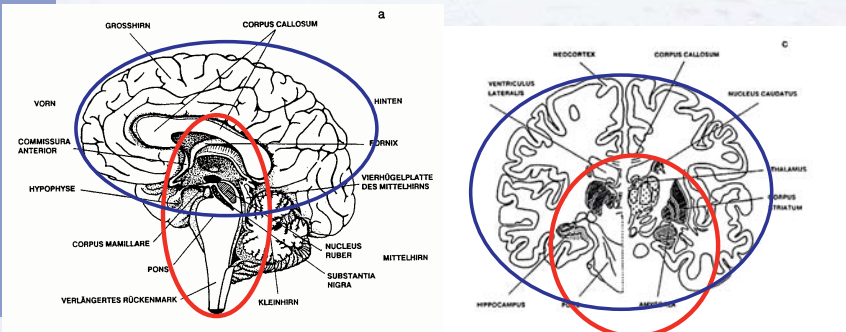 a
GROSSHIRN
CORPUS CALLOSUM
VORN
HINTEN
COMMISSURA
ANTERIOR
FORNIX
HYPOPHYSE
VIERHÜGELPLATTE
DES MITTELHIRNS
CORPUS MAMILLARE
NUCLEUS
RUBER
MITTELHIRN
PONS
SUBSTANTIA
NIGRA
VERLÄNGERTES RÜCKENMARK
KLEINHIRN
c
NEOCORTEX
CORPUS CALLOSUM
VENTRICULUS
LATERALIS
NUCLEUS CAUDATUS
THALAMUS
CORPUS
STRIATUM
HIPPOCAMPUS